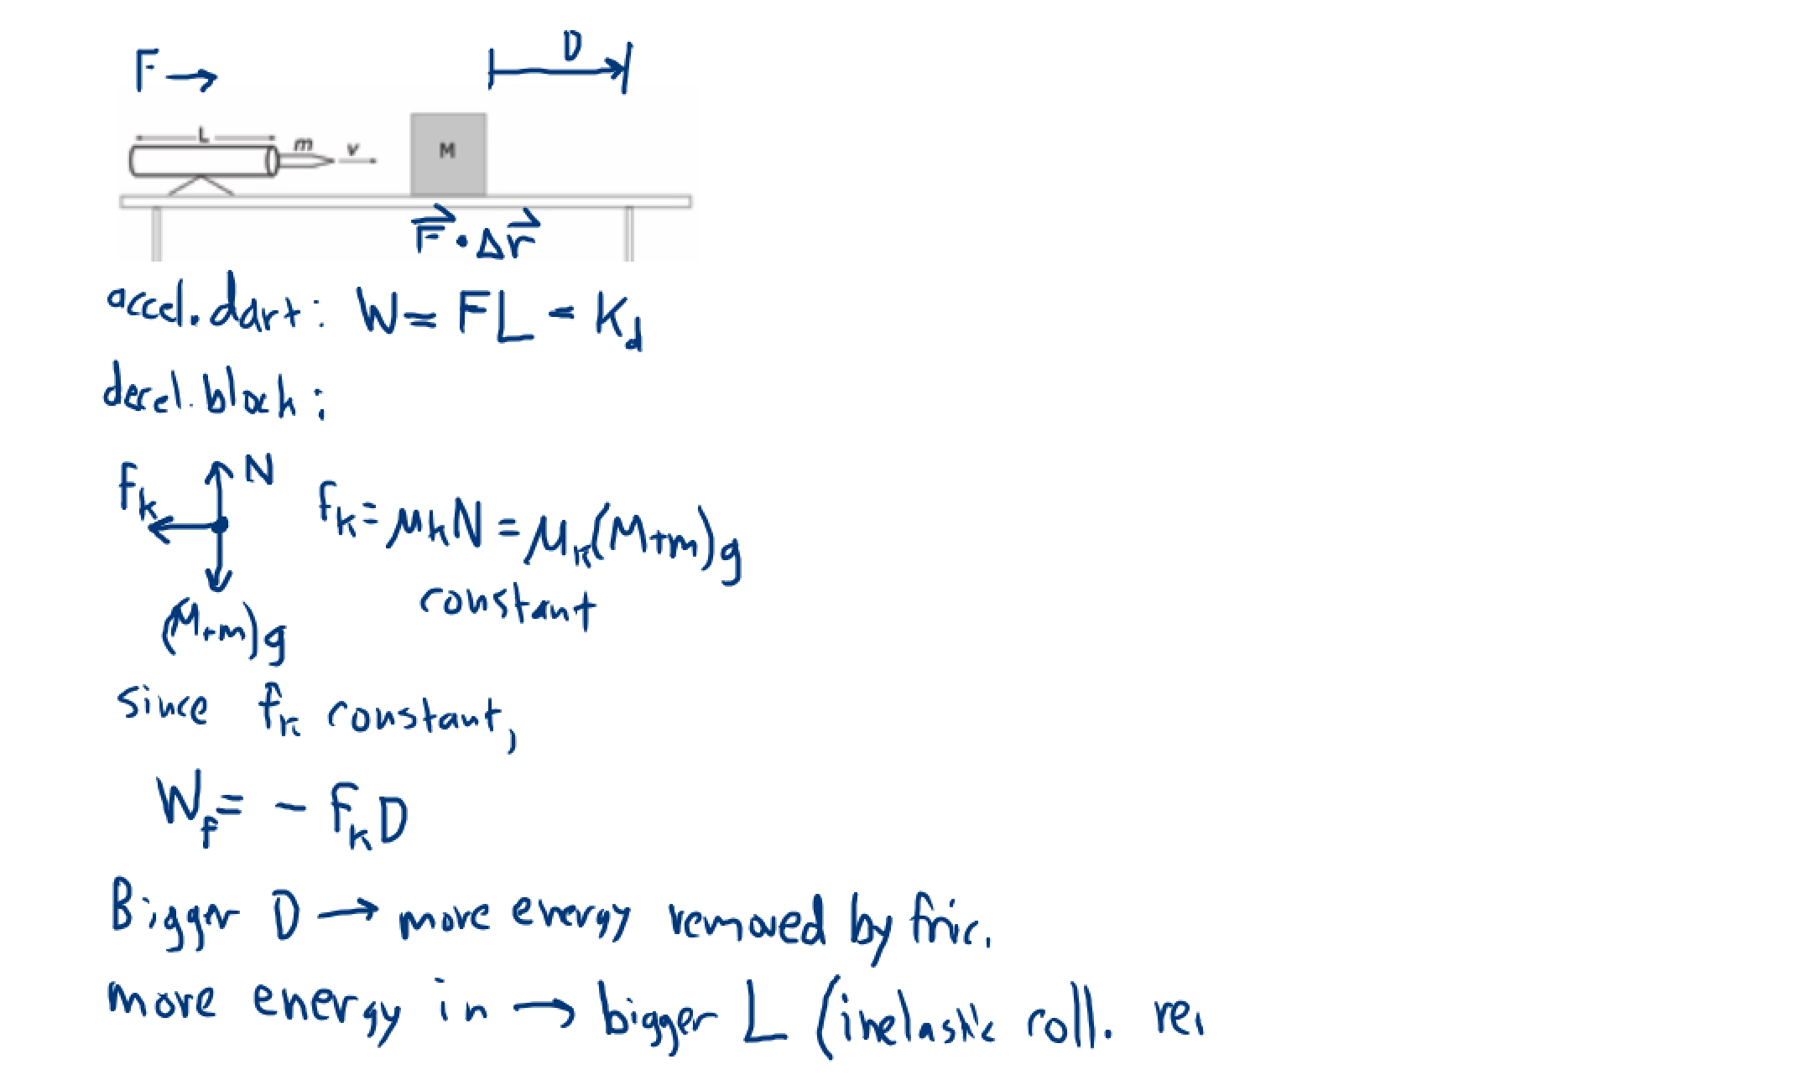 F→
D
L
m
v
M
F⃗ · Δr⃗
accel. dart: W = FL = K_d
decel. block:
f_k
N
f_k = μ_k N = μ_k (M+m)g
constant
(M+m)g
since f_k constant,
W_f = - f_k D
Bigger D → more energy removed by fric.
more energy in → bigger L (inelastic coll.